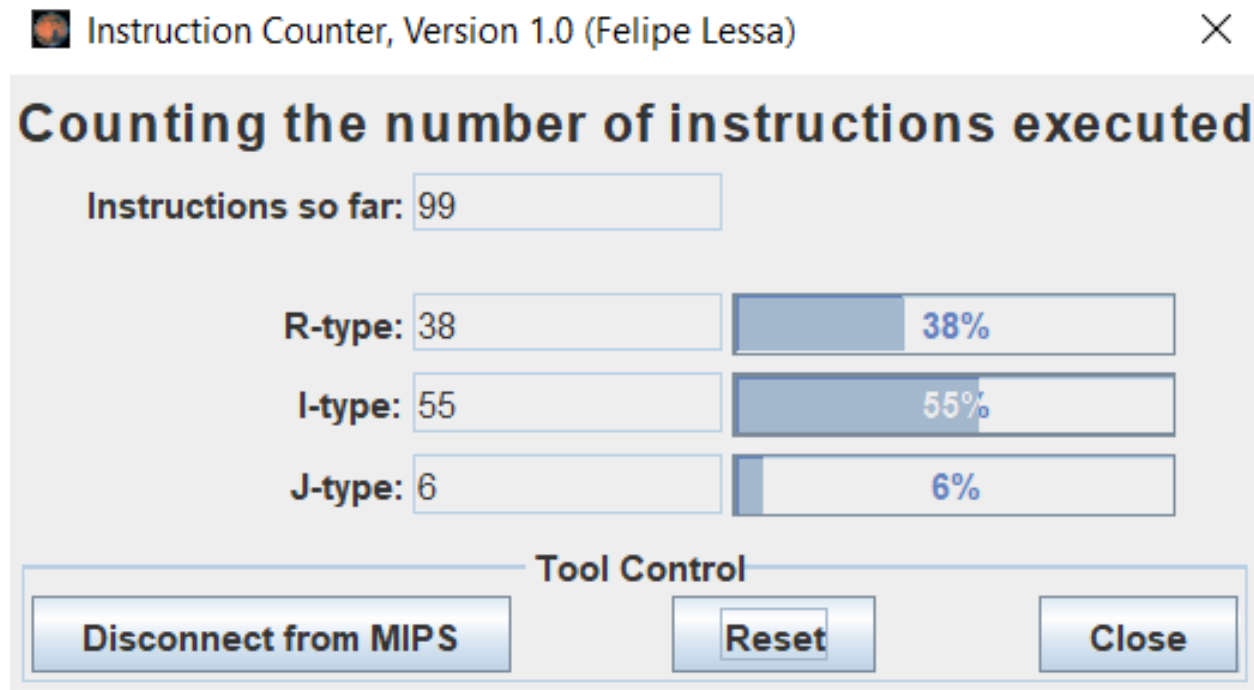 Instruction Counter, Version 1.0 (Felipe Lessa)
Counting the number of instructions executed
Instructions so far: 99
R-type: 38 38%
I-type: 55 55%
J-type: 6 6%
Tool Control
Disconnect from MIPS Reset Close